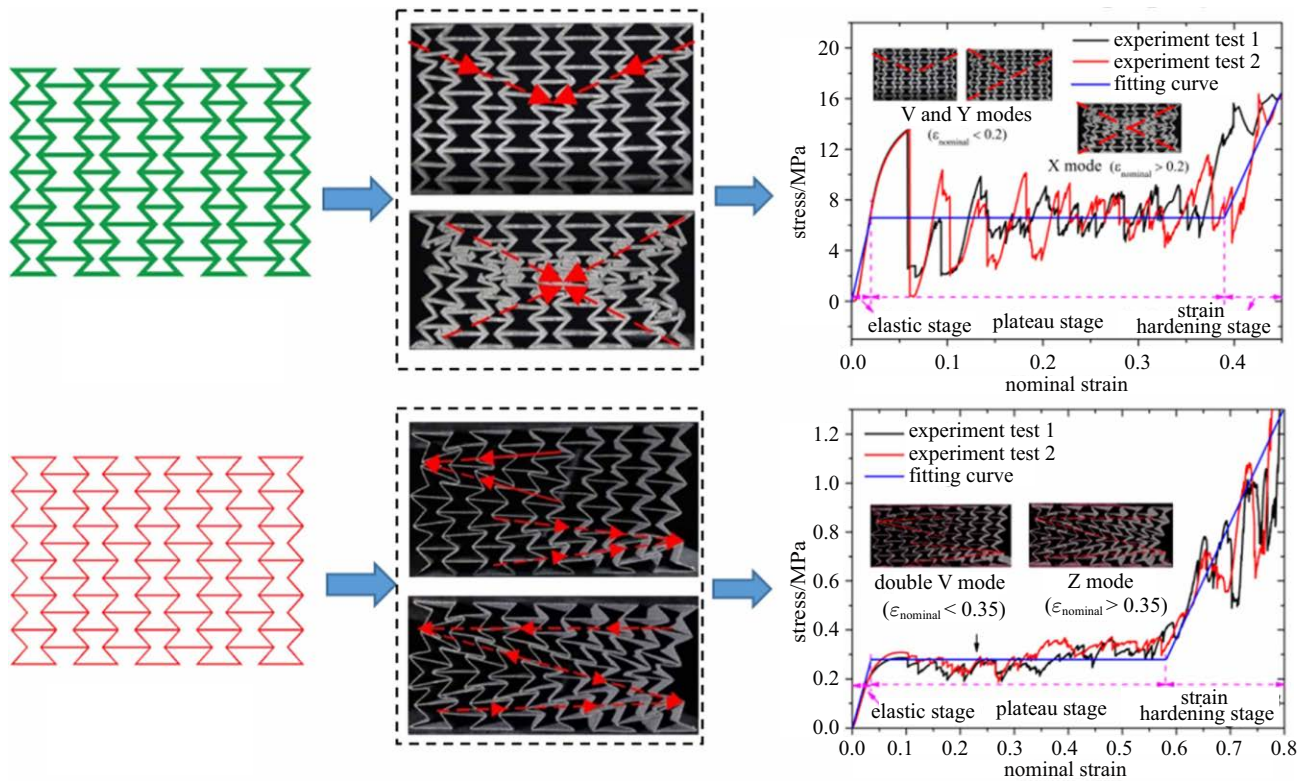 20
16
12
8
4
0
stress/MPa
experiment test 1
experiment test 2
fitting curve
V and Y modes
(ε nominal < 0.2)
X mode (ε nominal > 0.2)
elastic stage
plateau stage
strain
hardening stage
0.0 0.1 0.2 0.3 0.4
nominal strain
1.2
1.0
0.8
0.6
0.4
0.2
0.0
stress/MPa
experiment test 1
experiment test 2
fitting curve
double V mode
(ε nominal < 0.35)
Z mode
(ε nominal > 0.35)
elastic stage
plateau stage
strain
hardening stage
0.0 0.1 0.2 0.3 0.4 0.5 0.6 0.7 0.8
nominal strain